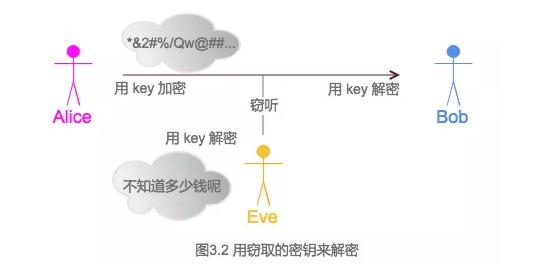 *&2#%/Qw@##...
用 key 加密
用 key 解密
Alice
窃听
Bob
用 key 解密
不知道多少钱呢
Eve
图3.2 用窃取的密钥来解密